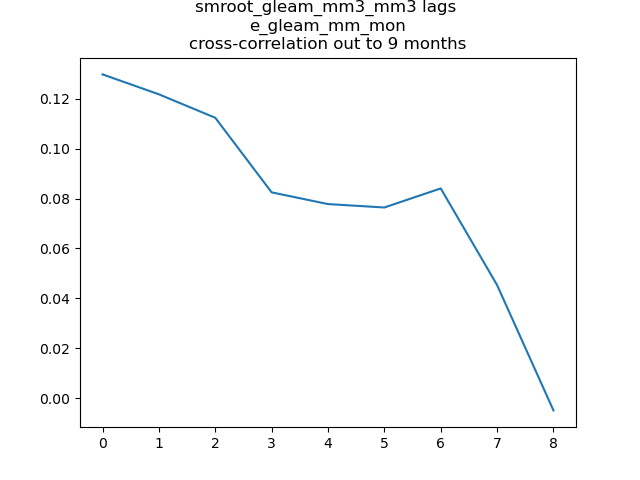 smroot_gleam_mm3_mm3 lags
e_gleam_mm_mon
cross-correlation out to 9 months
0.12
0.10
0.08
0.06
0.04
0.02
0.00
0 1 2 3 4 5 6 7 8